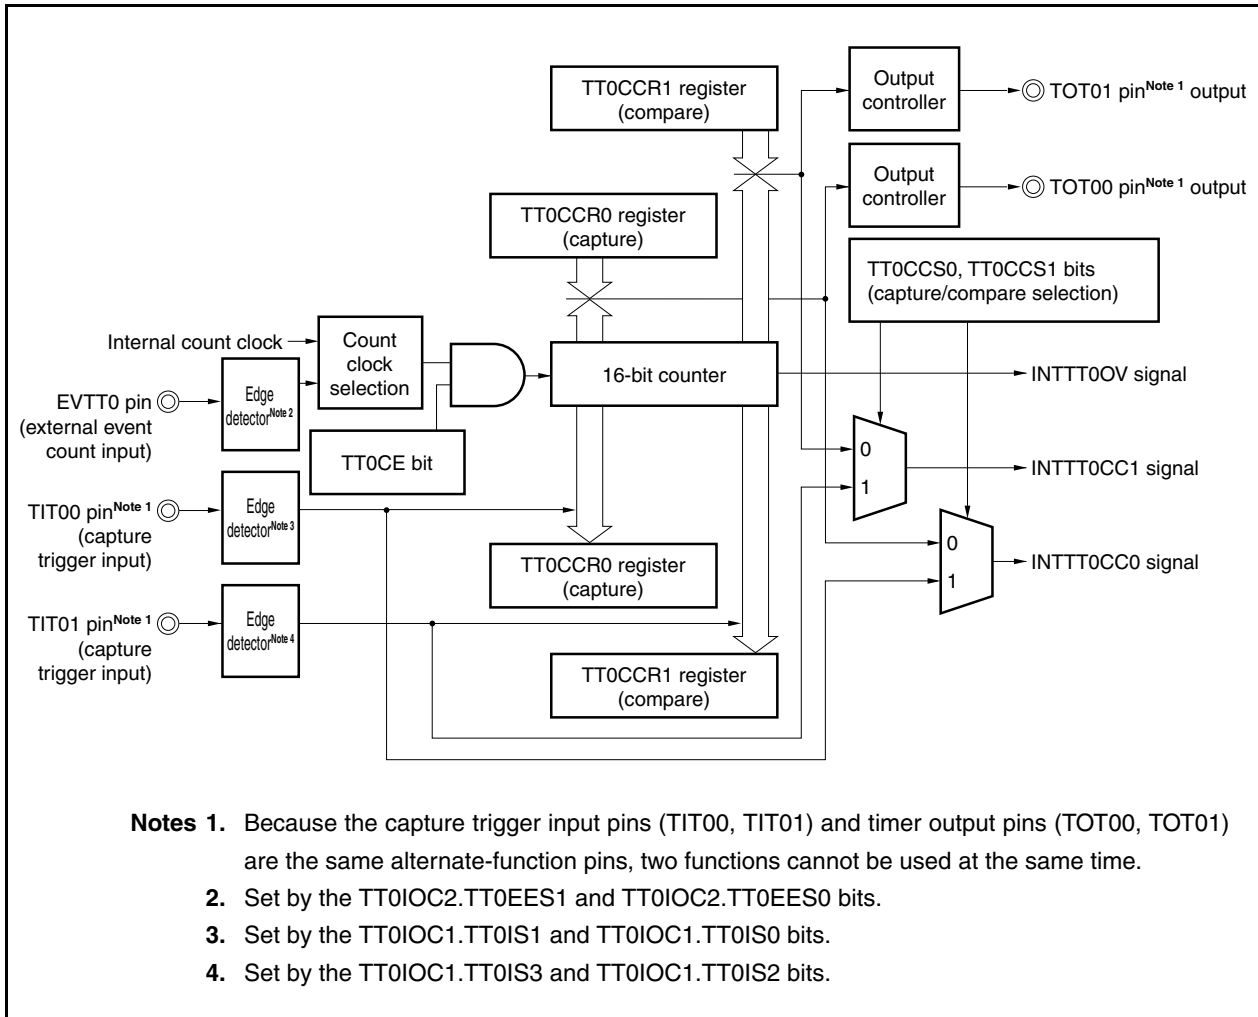 TT0CCR1 register
(compare)
Output
controller
TOT01 pinNote 1 output
Output
controller
TOT00 pinNote 1 output
TT0CCR0 register
(capture)
TT0CCS0, TT0CCS1 bits
(capture/compare selection)
Internal count clock
Count
clock
selection
16-bit counter
INTTT0OV signal
EVTT0 pin
(external event
count input)
Edge
detectorNote 2
TT0CE bit
0
1
INTTT0CC1 signal
TIT00 pinNote 1
(capture
trigger input)
Edge
detectorNote 3
TT0CCR0 register
(capture)
0
1
INTTT0CC0 signal
TIT01 pinNote 1
(capture
trigger input)
Edge
detectorNote 4
TT0CCR1 register
(compare)
Notes 1. Because the capture trigger input pins (TIT00, TIT01) and timer output pins (TOT00, TOT01)
are the same alternate-function pins, two functions cannot be used at the same time.
2. Set by the TT0IOC2.TT0EES1 and TT0IOC2.TT0EES0 bits.
3. Set by the TT0IOC1.TT0IS1 and TT0IOC1.TT0IS0 bits.
4. Set by the TT0IOC1.TT0IS3 and TT0IOC1.TT0IS2 bits.